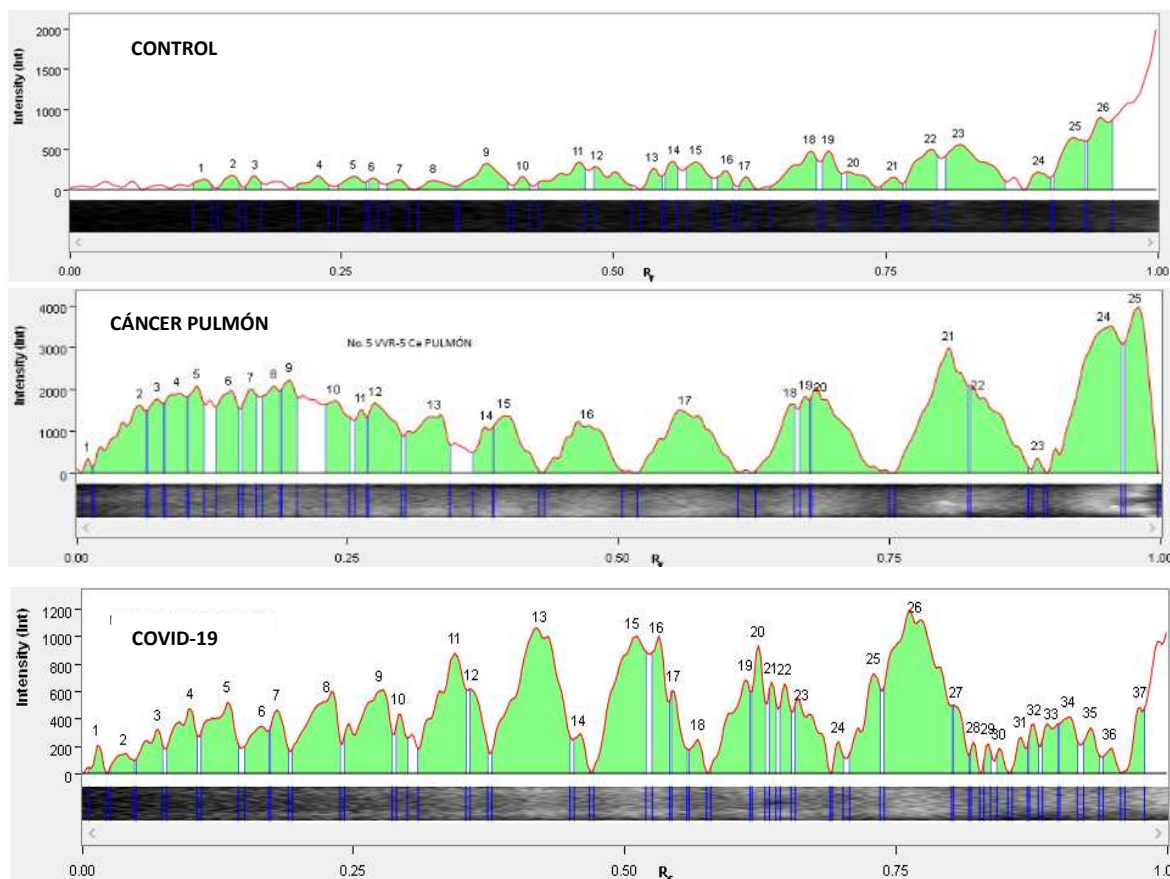 CONTROL
Intensity (Int)
2000
1500
1000
500
0
1 2 3 4 5 6 7 8 9 10 11 12 13 14 15 16 17 18 19 20 21 22 23 24 25 26
0.00 0.25 0.50 0.75 1.00
Rf
CÁNCER PULMÓN
No.5 VVR-5 Ca PULMÓN
Intensity (Int)
4000
3000
2000
1000
0
1 2 3 4 5 6 7 8 9 10 11 12 13 14 15 16 17 18 19 20 21 22 23 24 25
0.00 0.25 0.50 0.75 1.00
Rf
COVID-19
Intensity (Int)
1200
1000
800
600
400
200
0
1 2 3 4 5 6 7 8 9 10 11 12 13 14 15 16 17 18 19 20 21 22 23 24 25 26 27 28 29 30 31 32 33 34 35 36 37
0.00 0.25 0.50 0.75 1.0
Rf